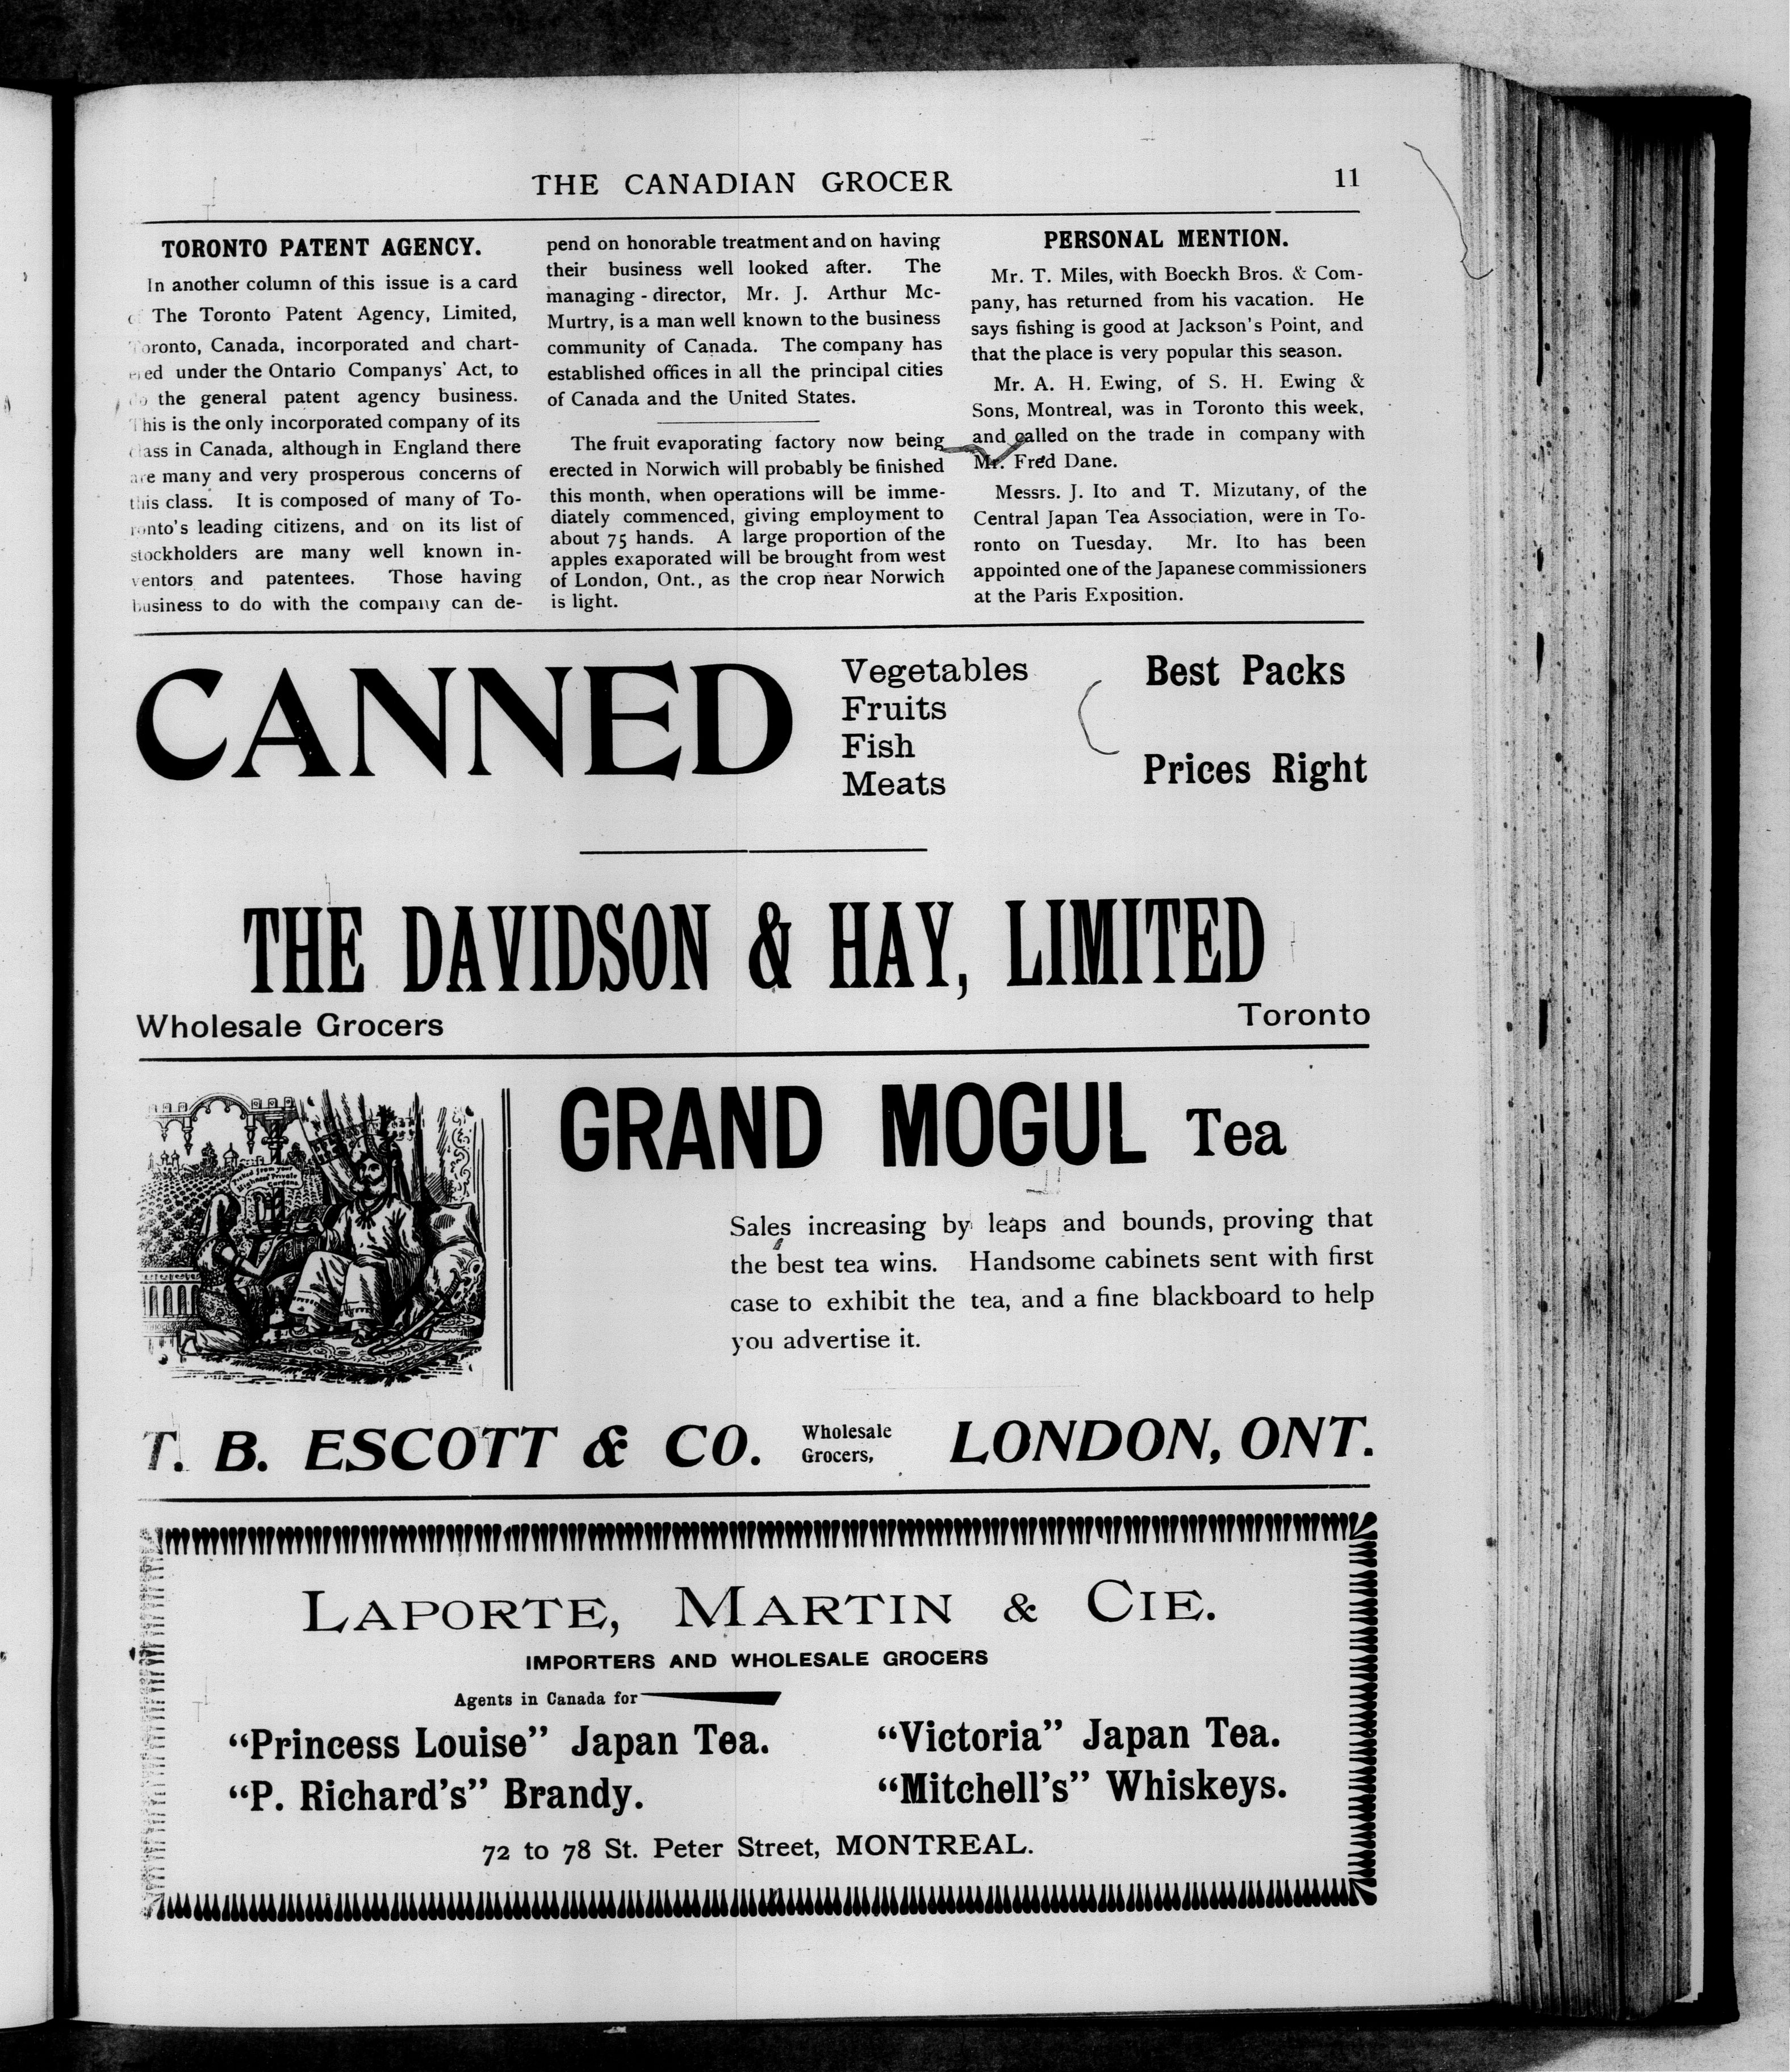 THE CANADIAN GROCER 11
TORONTO PATENT AGENCY.
In another column of this issue is a card
of The Toronto Patent Agency, Limited,
Toronto, Canada, incorporated and chart-
ered under the Ontario Companys' Act, to
do the general patent agency business.
This is the only incorporated company of its
class in Canada, although in England there
are many and very prosperous concerns of
this class. It is composed of many of To-
ronto's leading citizens, and on its list of
stockholders are many well known in-
ventors and patentees. Those having
business to do with the company can de-
pend on honorable treatment and on having
their business well looked after. The
managing-director, Mr. J. Arthur Mc-
Murtry, is a man well known to the business
community of Canada. The company has
established offices in all the principal cities
of Canada and the United States.
The fruit evaporating factory now being
erected in Norwich will probably be finished
this month, when operations will be imme-
diately commenced, giving employment to
about 75 hands. A large proportion of the
apples exaporated will be brought from west
of London, Ont., as the crop near Norwich
is light.
PERSONAL MENTION.
Mr. T. Miles, with Boeckh Bros. & Com-
pany, has returned from his vacation. He
says fishing is good at Jackson's Point, and
that the place is very popular this season.
Mr. A. H. Ewing, of S. H. Ewing &
Sons, Montreal, was in Toronto this week,
and called on the trade in company with
Mr. Fred Dane.
Messrs. J. Ito and T. Mizutany, of the
Central Japan Tea Association, were in To-
ronto on Tuesday. Mr. Ito has been
appointed one of the Japanese commissioners
at the Paris Exposition.
CANNED
Vegetables
Fruits
Fish
Meats
Best Packs
Prices Right
THE DAVIDSON & HAY, LIMITED
Wholesale Grocers
Toronto
Picked from your
Highness' Private
Gardens
GRAND MOGUL Tea
Sales increasing by leaps and bounds, proving that
the best tea wins. Handsome cabinets sent with first
case to exhibit the tea, and a fine blackboard to help
you advertise it.
T. B. ESCOTT & CO. Wholesale Grocers, LONDON, ONT.
LAPORTE, MARTIN & CIE.
IMPORTERS AND WHOLESALE GROCERS
Agents in Canada for
"Princess Louise" Japan Tea. "Victoria" Japan Tea.
"P. Richard's" Brandy. "Mitchell's" Whiskeys.
72 to 78 St. Peter Street, MONTREAL.